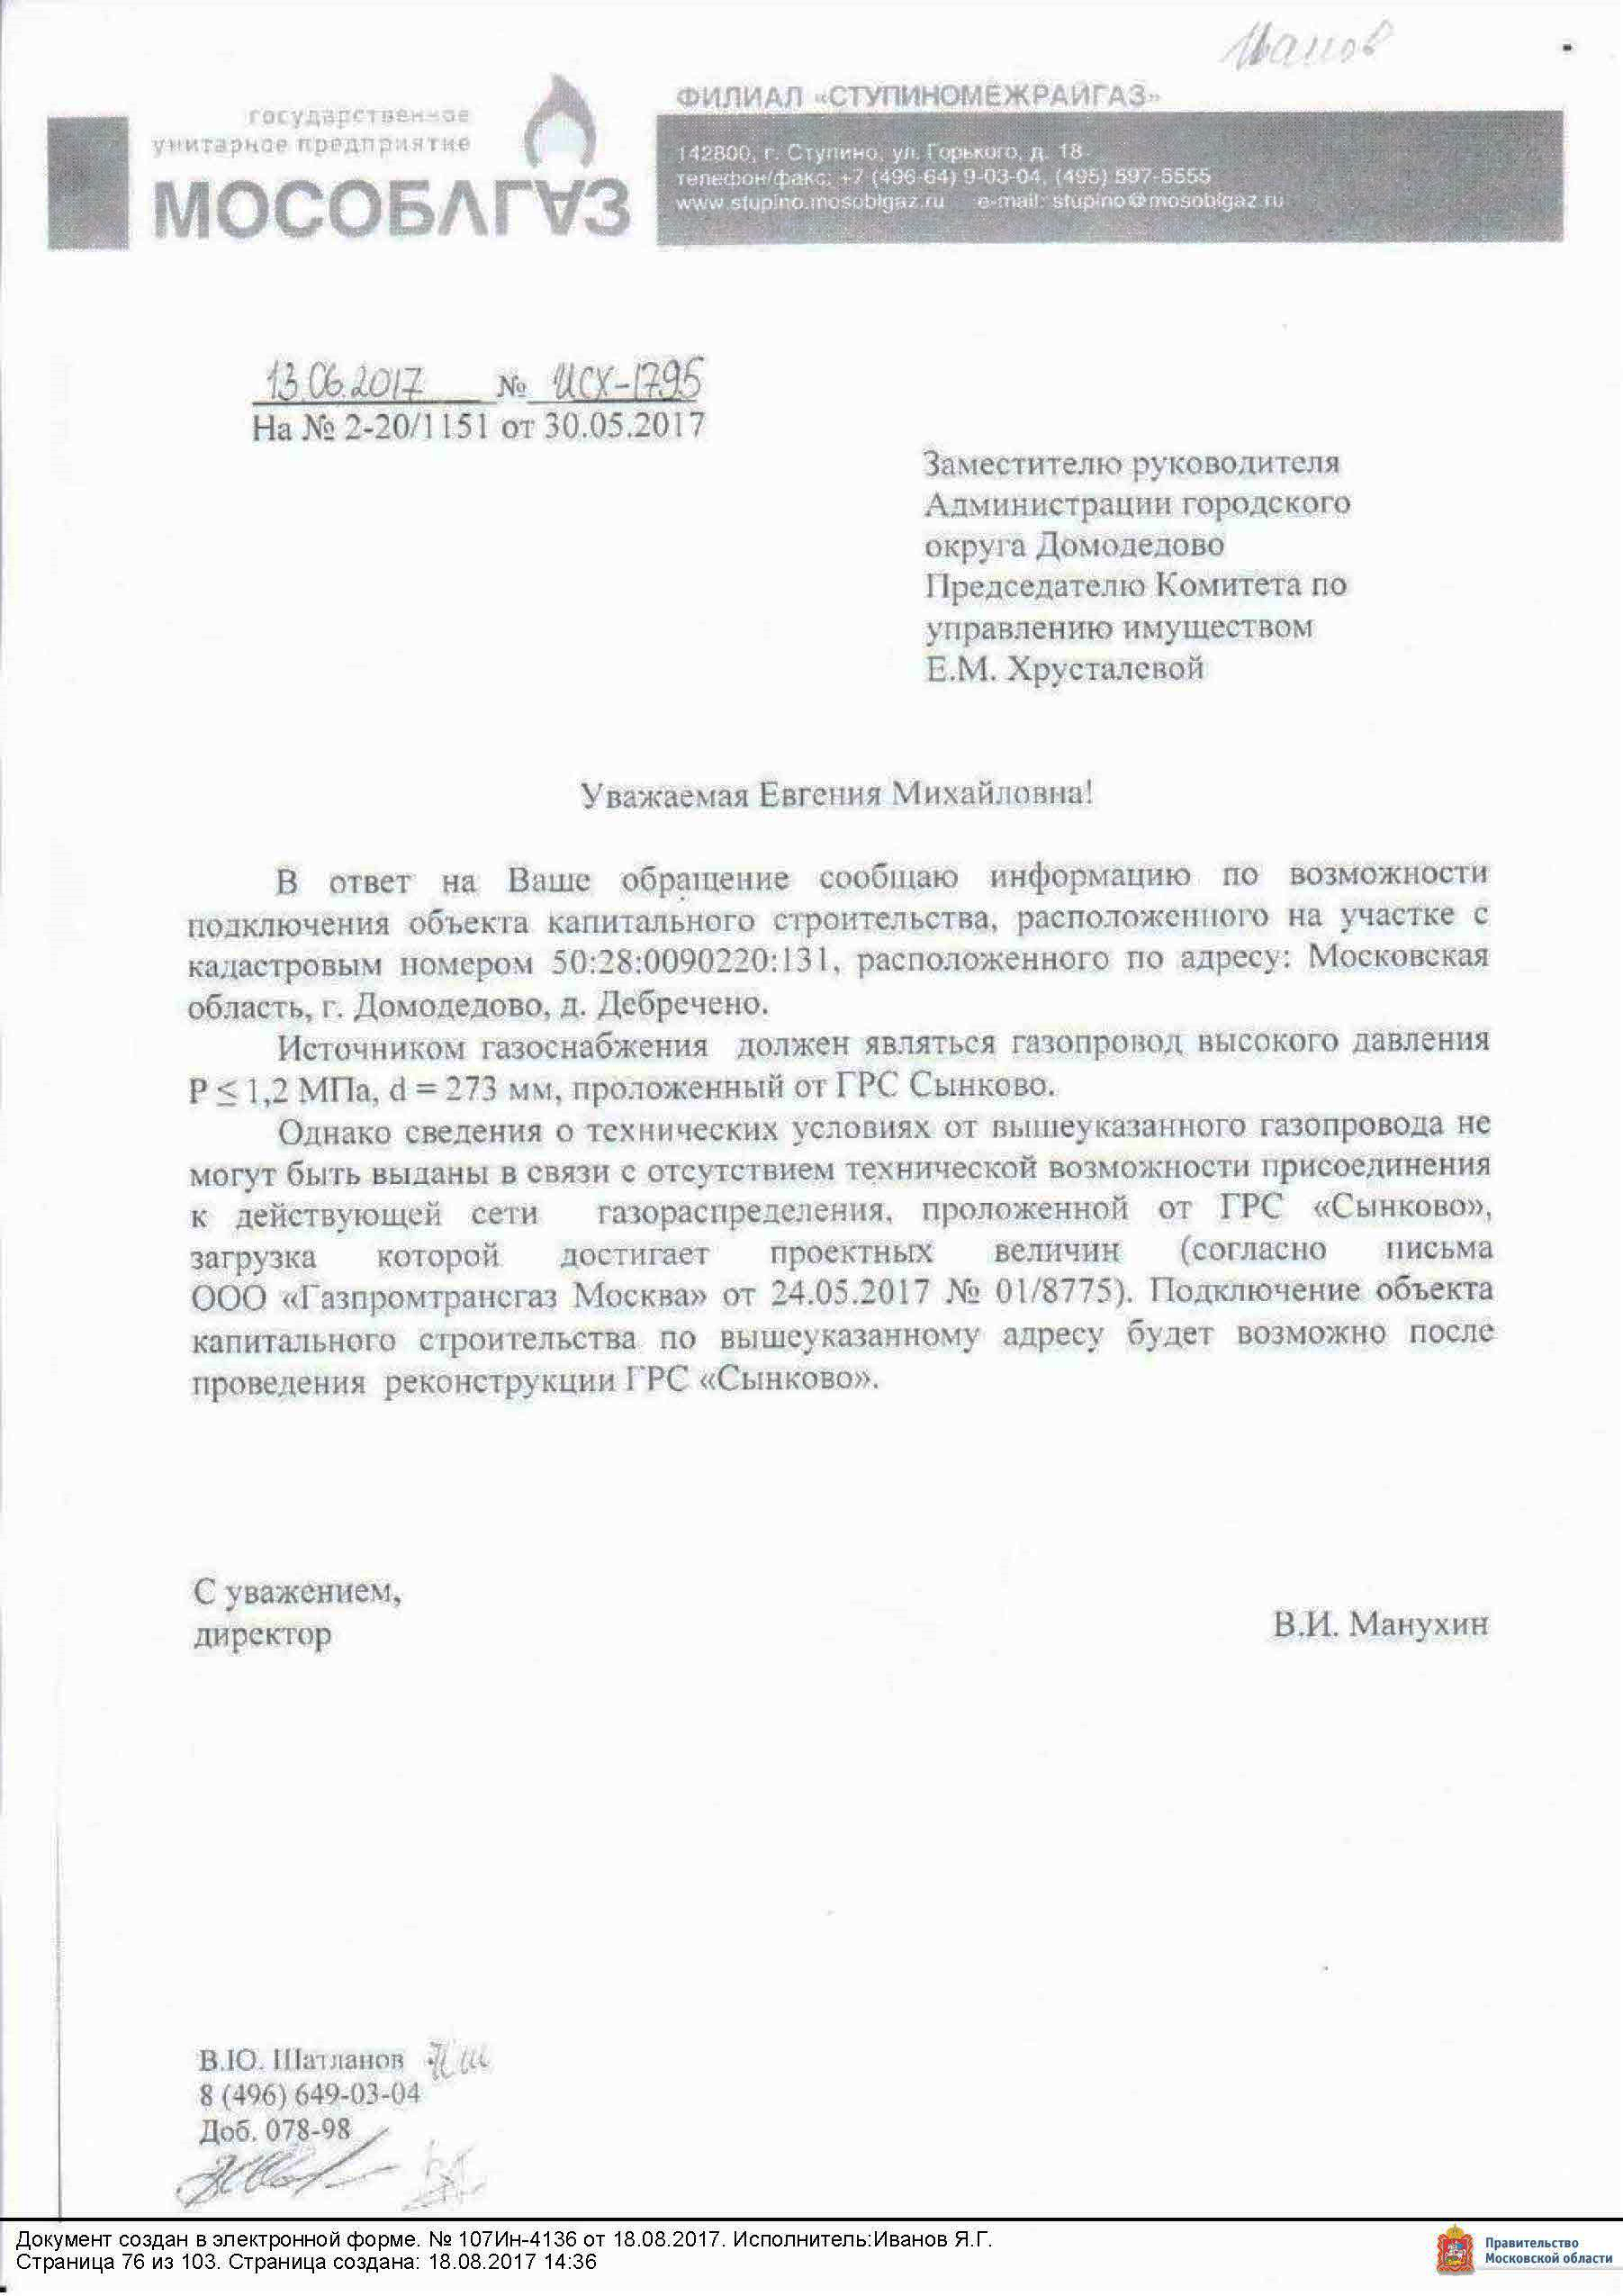 Иванов
государственное
унитарное предприятие
МОСОБЛГАЗ
ФИЛИАЛ «СТУПИНОМЕЖРАЙГАЗ»
142800, г. Ступино, ул. Горького, д. 18
телефон/факс: +7 (496-64) 9-03-04, (495) 597-5555
www.stupino.mosoblgaz.ru e-mail: stupino@mosoblgaz.ru
13.06.2017 № исх-1795
На № 2-20/1151 от 30.05.2017
Заместителю руководителя
Администрации городского
округа Домодедово
Председателю Комитета по
управлению имуществом
Е.М. Хрусталевой
Уважаемая Евгения Михайловна!
В ответ на Ваше обращение сообщаю информацию по возможности
подключения объекта капитального строительства, расположенного на участке с
кадастровым номером 50:28:0090220:131, расположенного по адресу: Московская
область, г. Домодедово, д. Дебречено.
Источником газоснабжения должен являться газопровод высокого давления
P ≤ 1,2 МПа, d = 273 мм, проложенный от ГРС Сынково.
Однако сведения о технических условиях от вышеуказанного газопровода не
могут быть выданы в связи с отсутствием технической возможности присоединения
к действующей сети газораспределения, проложенной от ГРС «Сынково»,
загрузка которой достигает проектных величин (согласно письма
ООО «Газпромтрансгаз Москва» от 24.05.2017 № 01/8775). Подключение объекта
капитального строительства по вышеуказанному адресу будет возможно после
проведения реконструкции ГРС «Сынково».
С уважением,
директор
В.И. Манухин
В.Ю. Шатланов
8 (496) 649-03-04
Доб. 078-98
Документ создан в электронной форме. № 107Ин-4136 от 18.08.2017. Исполнитель:Иванов Я.Г.
Страница 76 из 103. Страница создана: 18.08.2017 14:36
Правительство
Московской области